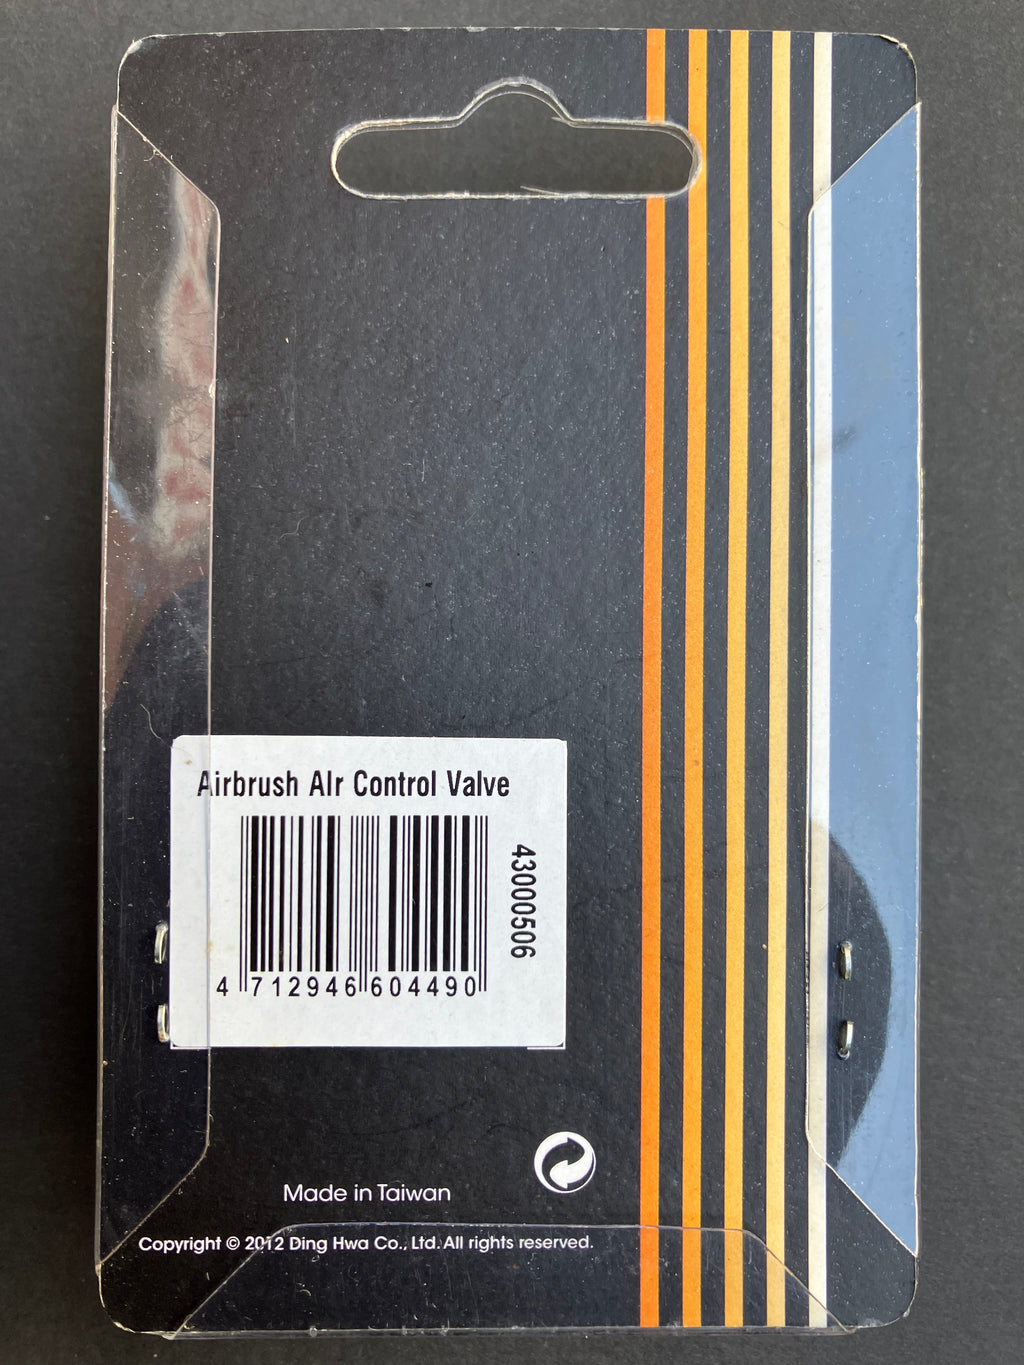 Airbrush AIr Control Valve
43000506
4 712946 604490
Made in Taiwan
Copyright © 2012 Ding Hwa Co., Ltd. All rights reserved.